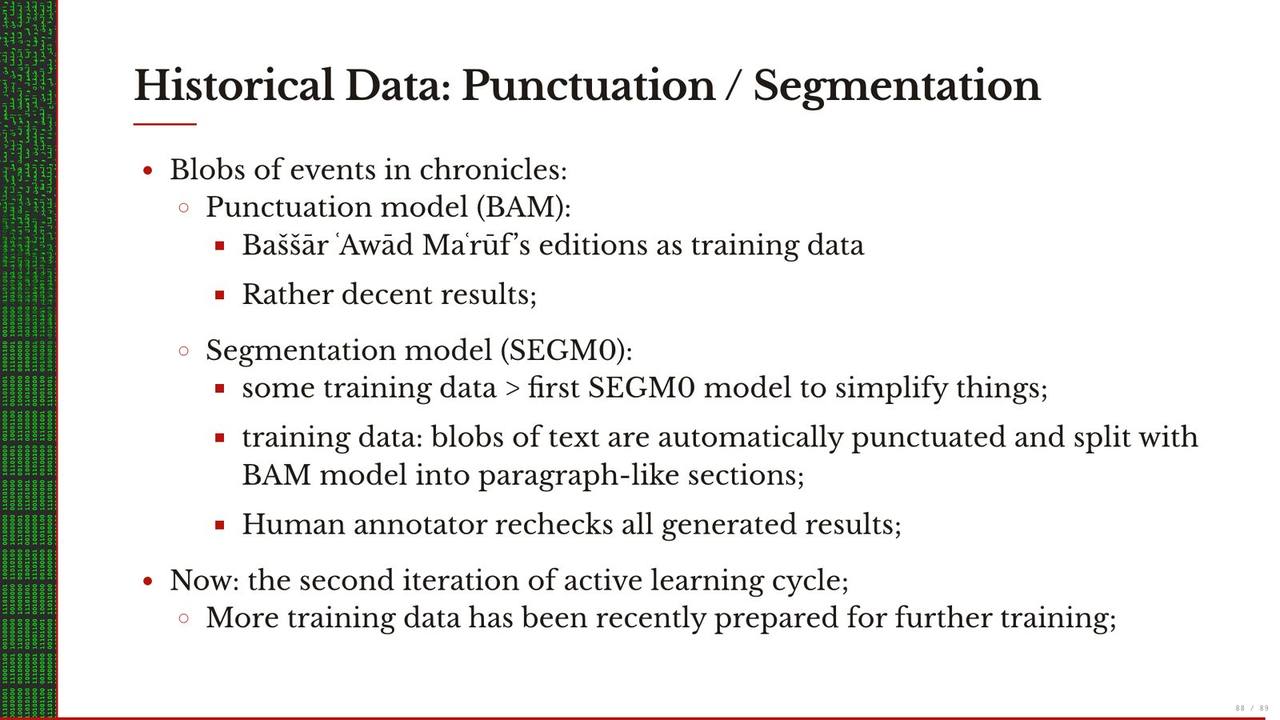 Historical Data: Punctuation / Segmentation
• Blobs of events in chronicles:
○ Punctuation model (BAM):
▪ Baššār ʿAwād Maʿrūf’s editions as training data
▪ Rather decent results;
○ Segmentation model (SEGM0):
▪ some training data > first SEGM0 model to simplify things;
▪ training data: blobs of text are automatically punctuated and split with
BAM model into paragraph-like sections;
▪ Human annotator rechecks all generated results;
• Now: the second iteration of active learning cycle;
○ More training data has been recently prepared for further training;
88 / 89